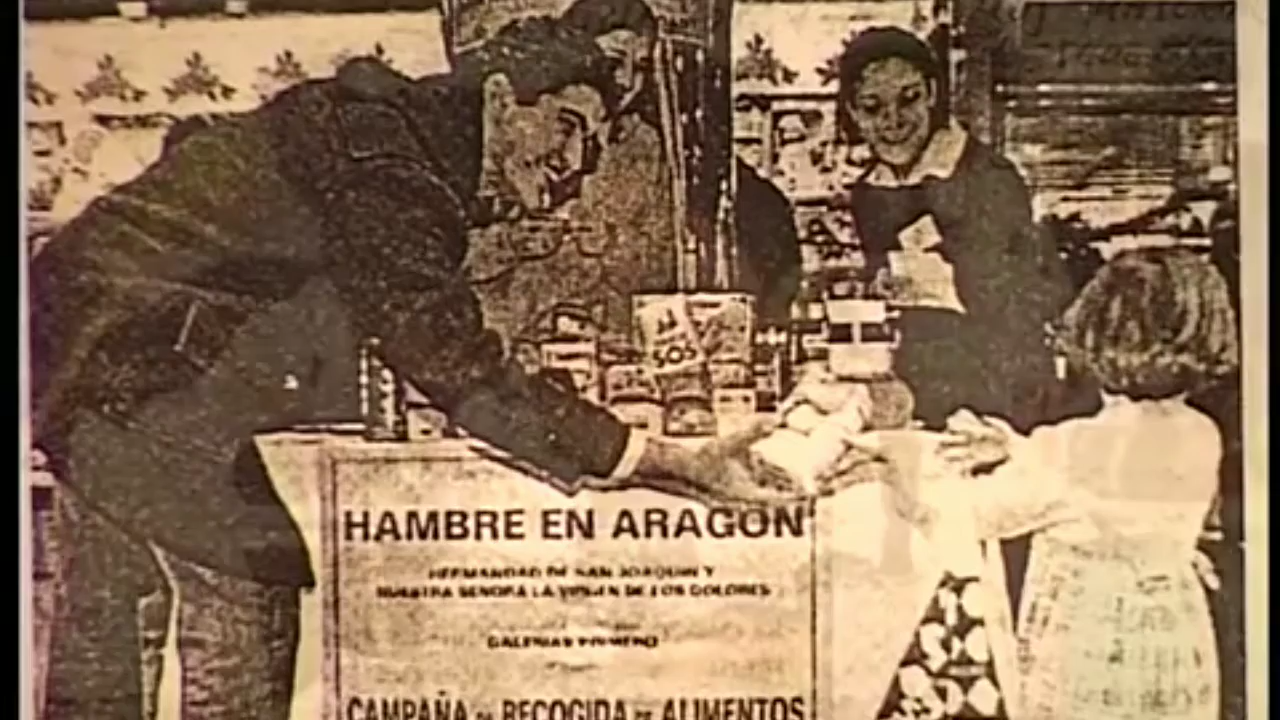 SOS
HAMBRE EN ARAGON
HERMANDAD DE SAN JOAQUIN Y
NUESTRA SEÑORA LA VIRGEN DE LOS DOLORES
GALERIAS PRIMERO
CAMPAÑA DE RECOGIDA DE ALIMENTOS